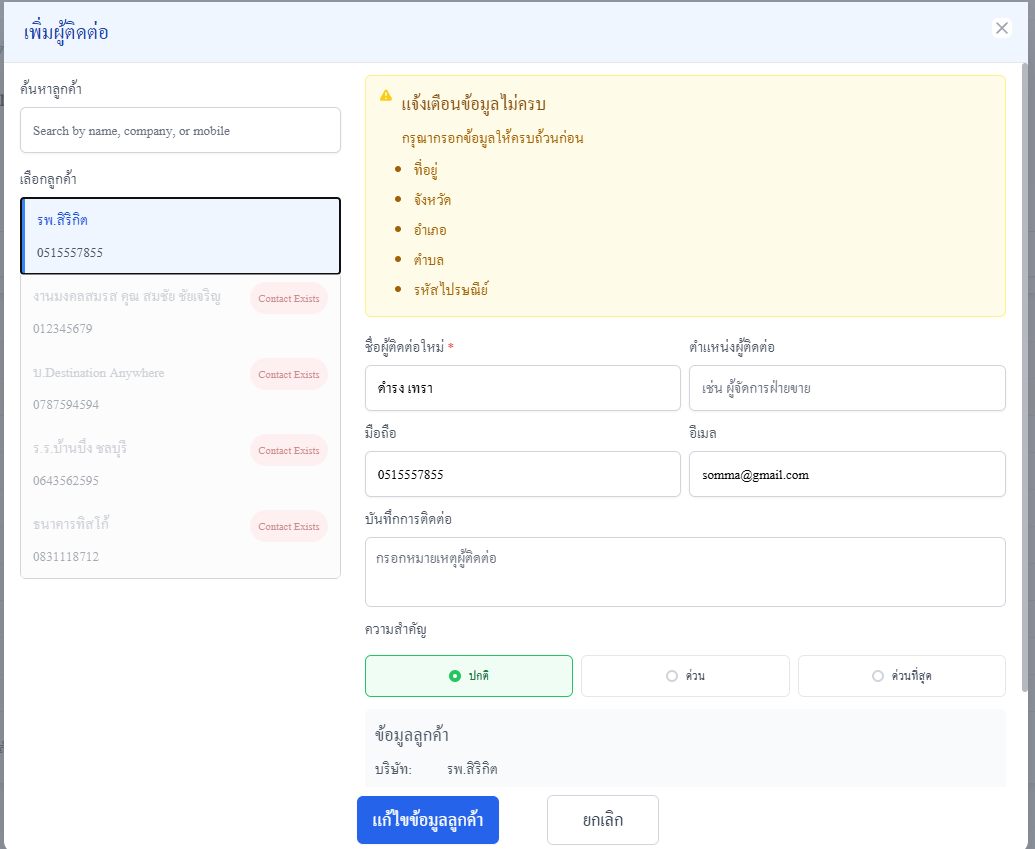 เพิ่มผู้ติดต่อ
ค้นหาลูกค้า
Search by name, company, or mobile
เลือกลูกค้า
รพ.สิริกิต
0515557855
งานมงคลสมรส คุณ สมชัย ชัยเจริญ
Contact Exists
012345679
บ.Destination Anywhere
Contact Exists
0787594594
ร.ร.บ้านบึง ชลบุรี
Contact Exists
0643562595
ธนาคารทิสโก้
Contact Exists
0831118712
แจ้งเตือนข้อมูลไม่ครบ
กรุณากรอกข้อมูลให้ครบถ้วนก่อน
ที่อยู่
จังหวัด
อำเภอ
ตำบล
รหัสไปรษณีย์
ชื่อผู้ติดต่อใหม่ *
ตำแหน่งผู้ติดต่อ
ดำรง เทรา
เช่น ผู้จัดการฝ่ายขาย
มือถือ
อีเมล
0515557855
somma@gmail.com
บันทึกการติดต่อ
กรอกหมายเหตุผู้ติดต่อ
ความสำคัญ
ปกติ
ด่วน
ด่วนที่สุด
ข้อมูลลูกค้า
บริษัท: รพ.สิริกิต
แก้ไขข้อมูลลูกค้า
ยกเลิก